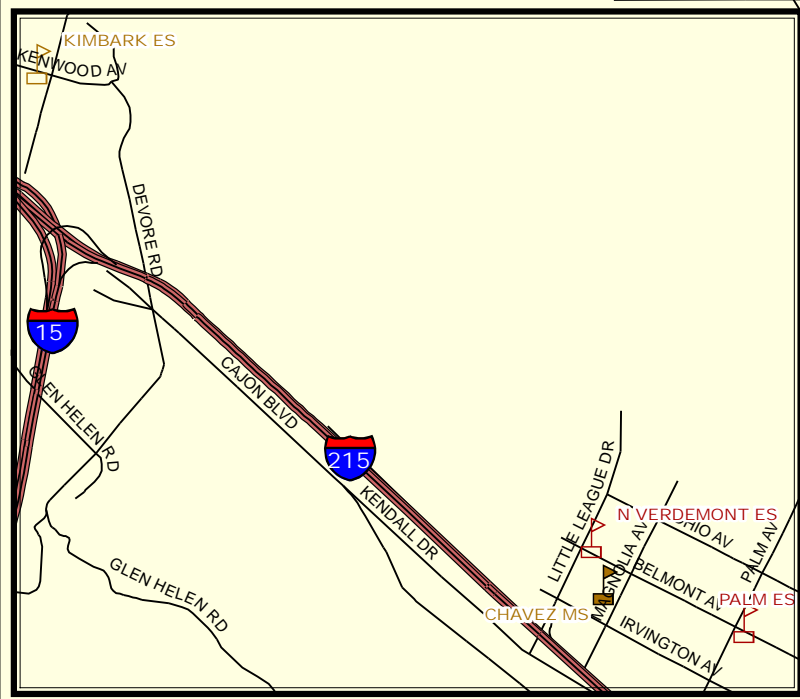 KIMBARK ES
KENWOOD AV
DEVORE RD
15
GLEN HELEN RD
CAJON BLVD
215
KENDALL DR
LITTLE LEAGUE DR
N VERDEMONT ES
OHIO AV
MAGNOLIA AV
PALM AV
BELMONT AV
PALM ES
CHAVEZ MS
IRVINGTON AV
GLEN HELEN RD